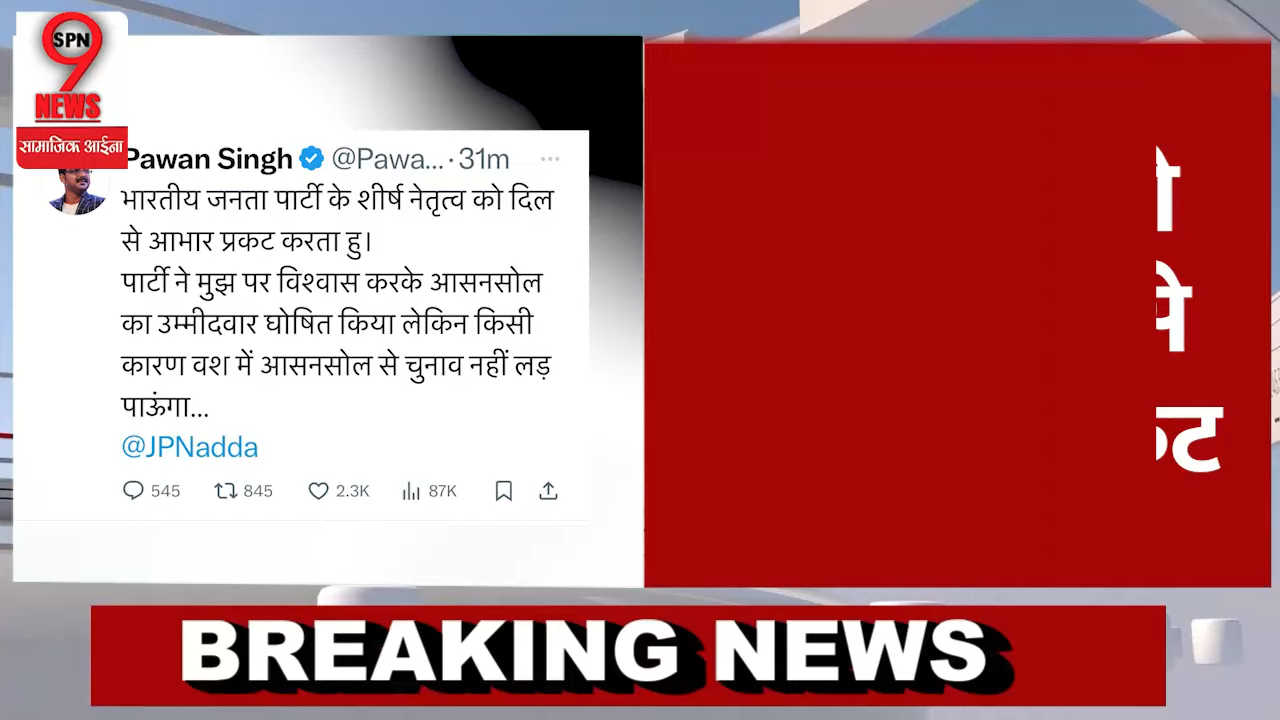 SPN
9
NEWS
सामाजिक आईना
Pawan Singh @Pawa... · 31m
भारतीय जनता पार्टी के शीर्ष नेतृत्व को दिल
से आभार प्रकट करता हु।
पार्टी ने मुझ पर विश्वास करके आसनसोल
का उम्मीदवार घोषित किया लेकिन किसी
कारण वश में आसनसोल से चुनाव नहीं लड़
पाऊंगा...
@JPNadda
545 845 2.3K 87K
BREAKING NEWS